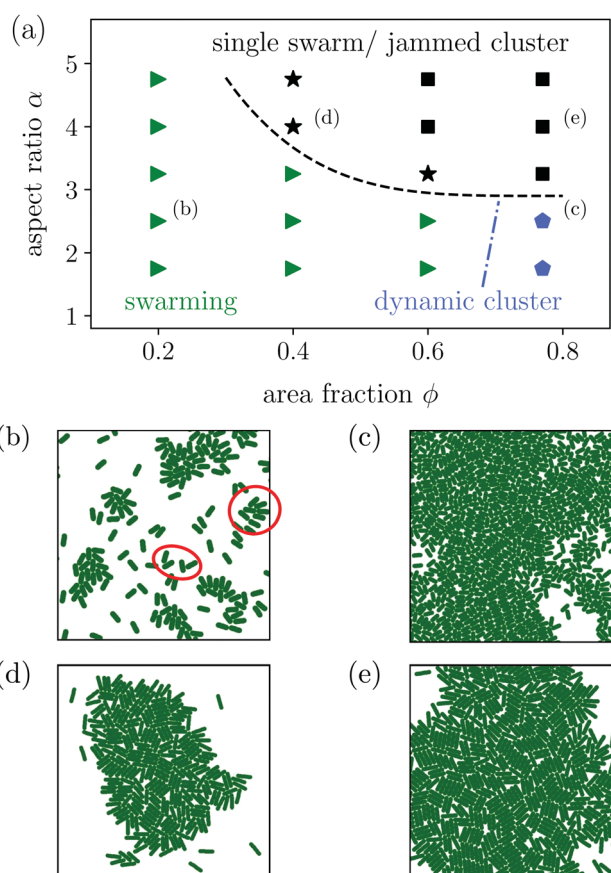 (a)
single swarm/ jammed cluster
5
4
3
2
1
aspect ratio α
(d)
(e)
(b)
(c)
swarming
dynamic cluster
0.2
0.4
0.6
0.8
area fraction ϕ
(b)
(c)
(d)
(e)